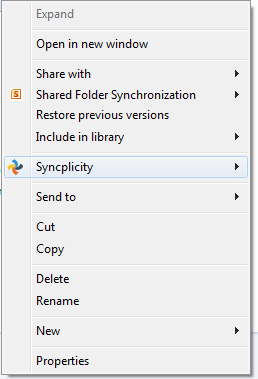 Expand
Open in new window
Share with
Shared Folder Synchronization
Restore previous versions
Include in library
Syncplicity
Send to
Cut
Copy
Delete
Rename
New
Properties